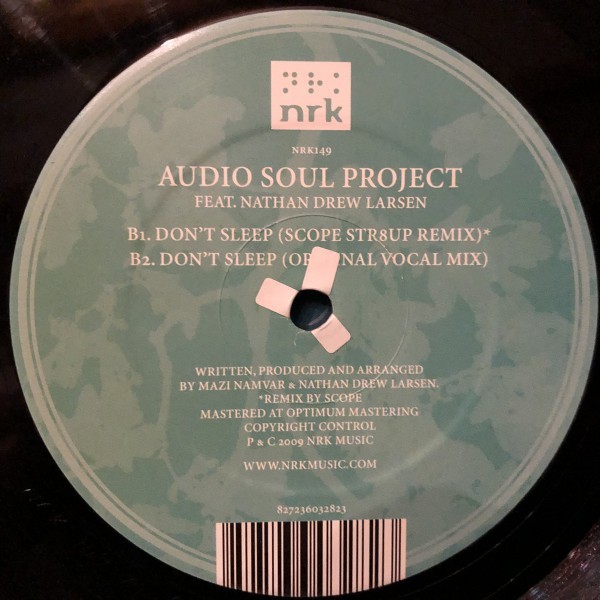 nrk
NRK149
AUDIO SOUL PROJECT
FEAT. NATHAN DREW LARSEN
B1. DON'T SLEEP (SCOPE STR8UP REMIX)*
B2. DON'T SLEEP VOCAL MIX)
WRITTEN, PRODUCED AND ARRANGED
BY MAZI NAMVAR & NATHAN DREW LARSEN.
*REMIX BY SCOPE
MASTERED AT OPTIMUM MASTERING
COPYRIGHT CONTROL
P & C 2009 NRK MUSIC
WWW.NRKMUSIC.COM
827236032823